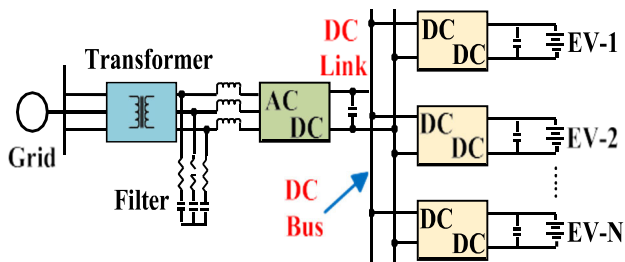 Transformer
Grid
Filter
AC
DC
DC
Link
DC
Bus
DC
DC
EV-1
DC
DC
EV-2
DC
DC
EV-N